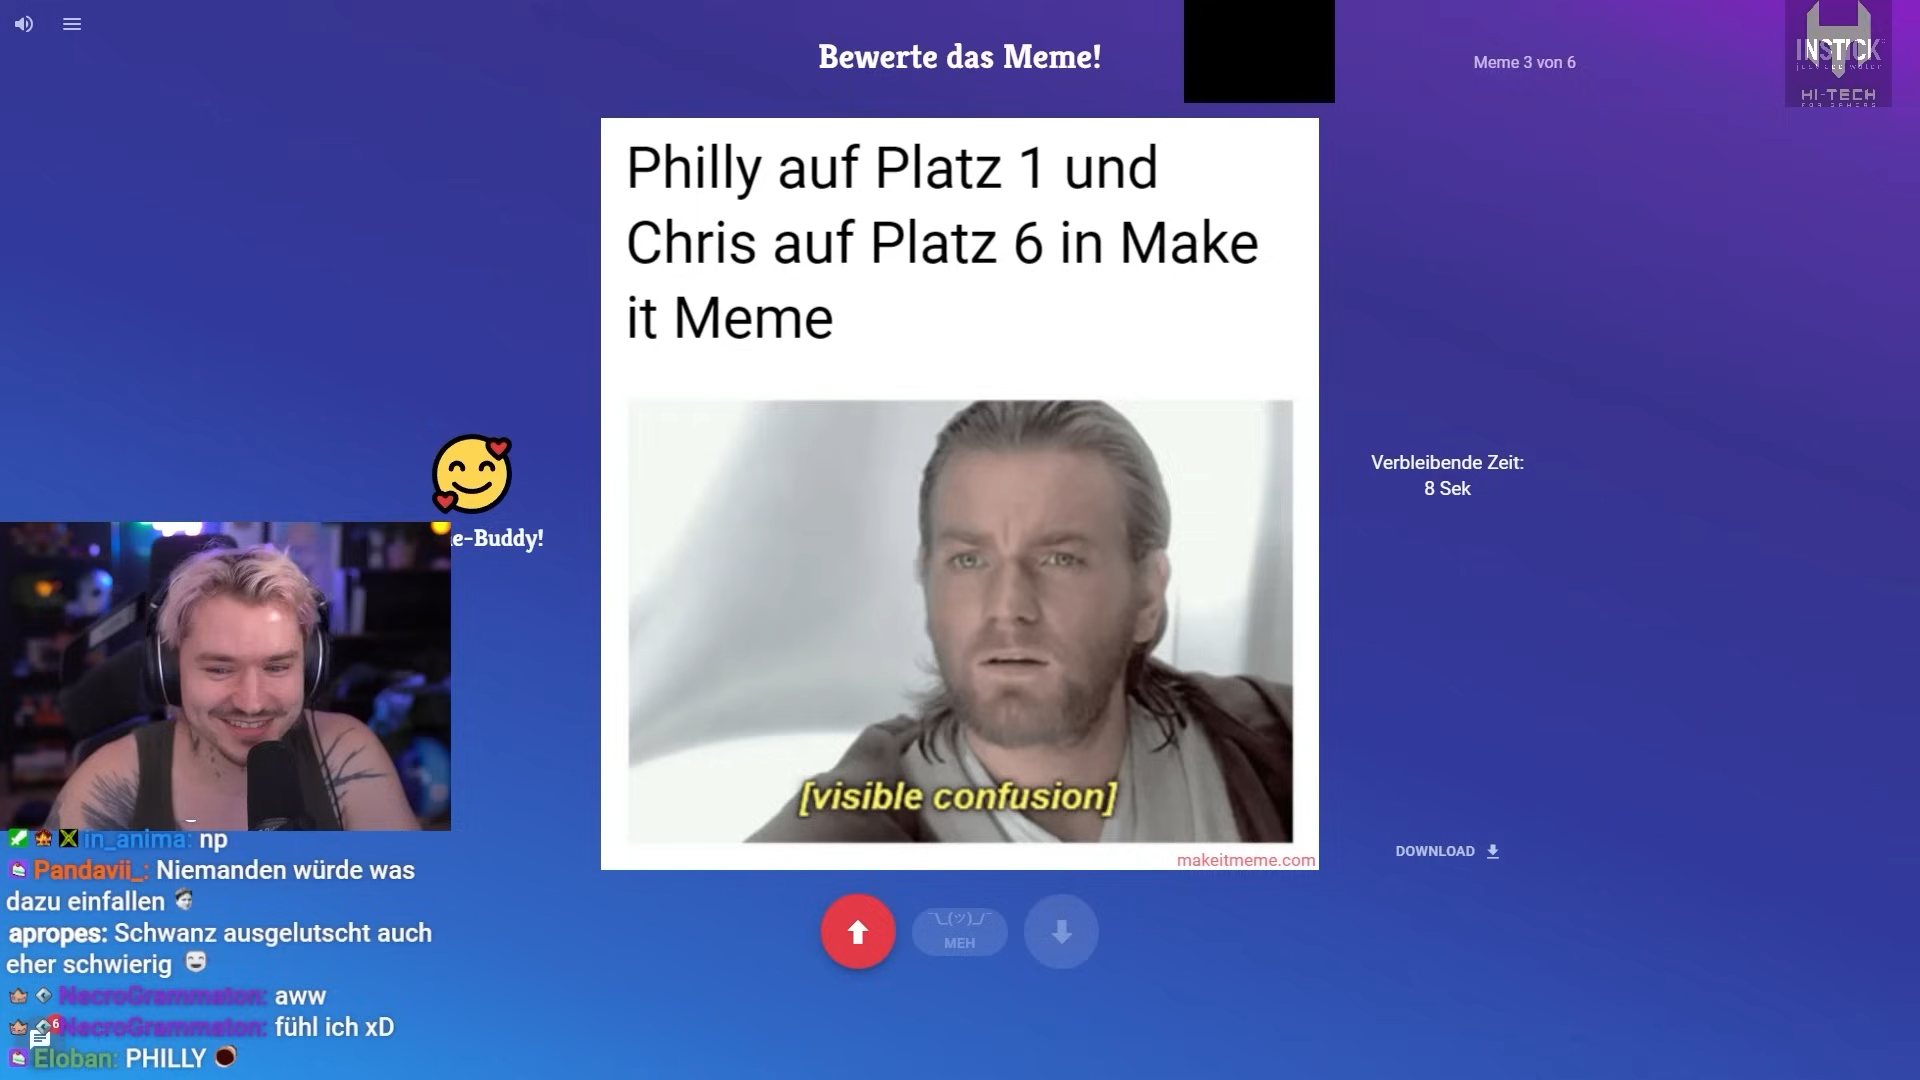 Bewerte das Meme!
Meme 3 von 6
INSTICK
HI-TECH
Philly auf Platz 1 und
Chris auf Platz 6 in Make
it Meme
Verbleibende Zeit:
8 Sek
e-Buddy!
[visible confusion]
makeitmeme.com
DOWNLOAD
¯\_(ツ)_/¯
MEH
in_anima: np
Pandavii_: Niemanden würde was
dazu einfallen
apropes: Schwanz ausgelutscht auch
eher schwierig
NecroGrammaton: aww
6
NecroGrammaton: fühl ich xD
Eloban: PHILLY